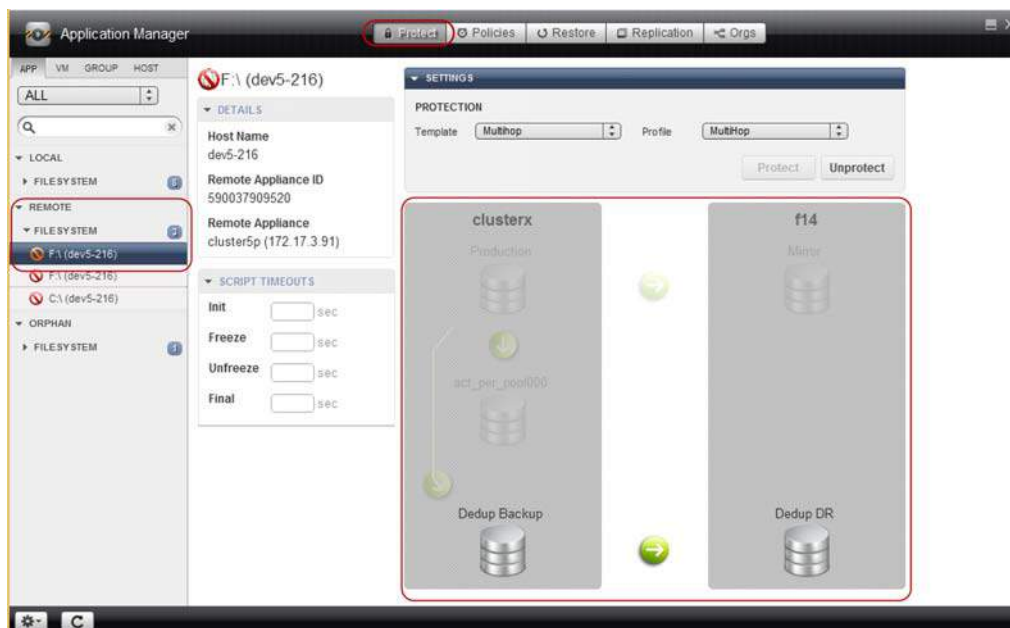 Application Manager
Protect
Policies
Restore
Replication
Orgs
APP VM GROUP HOST
ALL
LOCAL
FILESYSTEM
REMOTE
FILESYSTEM
F:\ (dev5-216)
F:\ (dev5-216)
C:\ (dev5-216)
ORPHAN
FILESYSTEM
F:\ (dev5-216)
DETAILS
Host Name
dev5-216
Remote Appliance ID
590037909520
Remote Appliance
cluster5p (172.17.3.91)
SCRIPT TIMEOUTS
Init sec
Freeze sec
Unfreeze sec
Final sec
SETTINGS
PROTECTION
Template Multihop Profile MultiHop
Protect Unprotect
clusterx
Production
act_per_pool000
Dedup Backup
f14
Mirror
Dedup DR